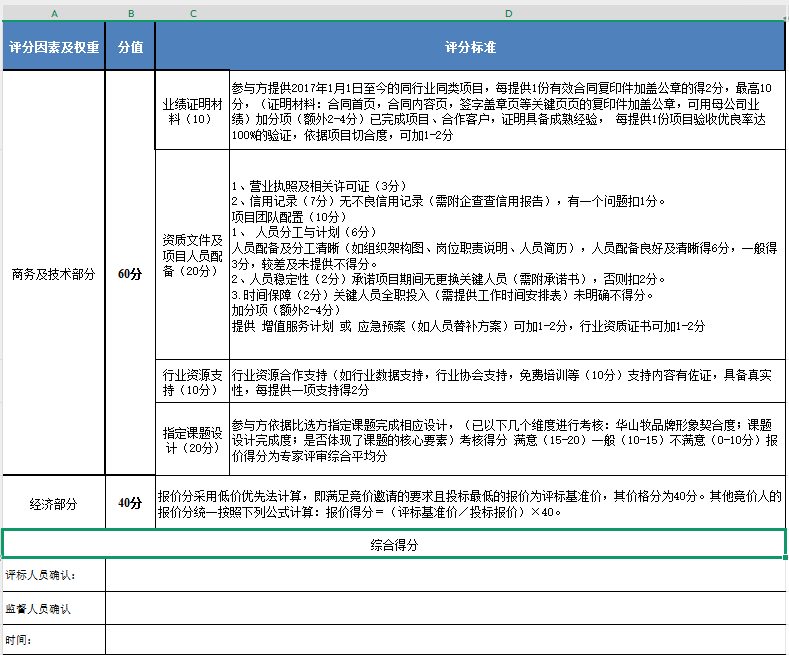 A B C D
评分因素及权重 分值 评分标准
商务及技术部分
60分
业绩证明材
料（10）
参与方提供2017年1月1日至今的同行业同类项目，每提供1份有效合同复印件加盖公章的得2分，最高10
分，（证明材料：合同首页，合同内容页，签字盖章页等关键页页的复印件加盖公章，可用母公司业
绩）加分项（额外2-4分）已完成项目、合作客户，证明具备成熟经验， 每提供1份项目验收优良率达
100%的验证，依据项目切合度，可加1-2分
资质文件及
项目人员配
备（20分）
1、营业执照及相关许可证（3分）
2、信用记录（7分）无不良信用记录（需附企查查信用报告），有一个问题扣1分。
项目团队配置（10分）
1、 人员分工与计划（6分）
人员配备及分工清晰（如组织架构图、岗位职责说明、人员简历），人员配备良好及清晰得6分，一般得
3分，较差及未提供不得分。
2、人员稳定性（2分）承诺项目期间无更换关键人员（需附承诺书），否则扣2分。
3.时间保障（2分）关键人员全职投入（需提供工作时间安排表）未明确不得分。
加分项（额外2-4分）
提供 增值服务计划 或 应急预案（如人员替补方案）可加1-2分，行业资质证书可加1-2分
行业资源支
持（10分）
行业资源合作支持（如行业数据支持，行业协会支持，免费培训等（10分）支持内容有佐证，具备真实
性，每提供一项支持得2分
指定课题设
计（20分）
参与方依据比选方指定课题完成相应设计，（已以下几个维度进行考核：华山牧品牌形象契合度；课题
设计完成度；是否体现了课题的核心要素）考核得分 满意（15-20）一般（10-15）不满意（0-10分）报
价得分为专家评审综合平均分
经济部分
40分
报价分采用低价优先法计算，即满足竞价邀请的要求且投标最低的报价为评标基准价，其价格分为40分。其他竞价人的
报价分统一按照下列公式计算：报价得分＝（评标基准价／投标报价）×40。
综合得分
评标人员确认：
监督人员确认
时间：